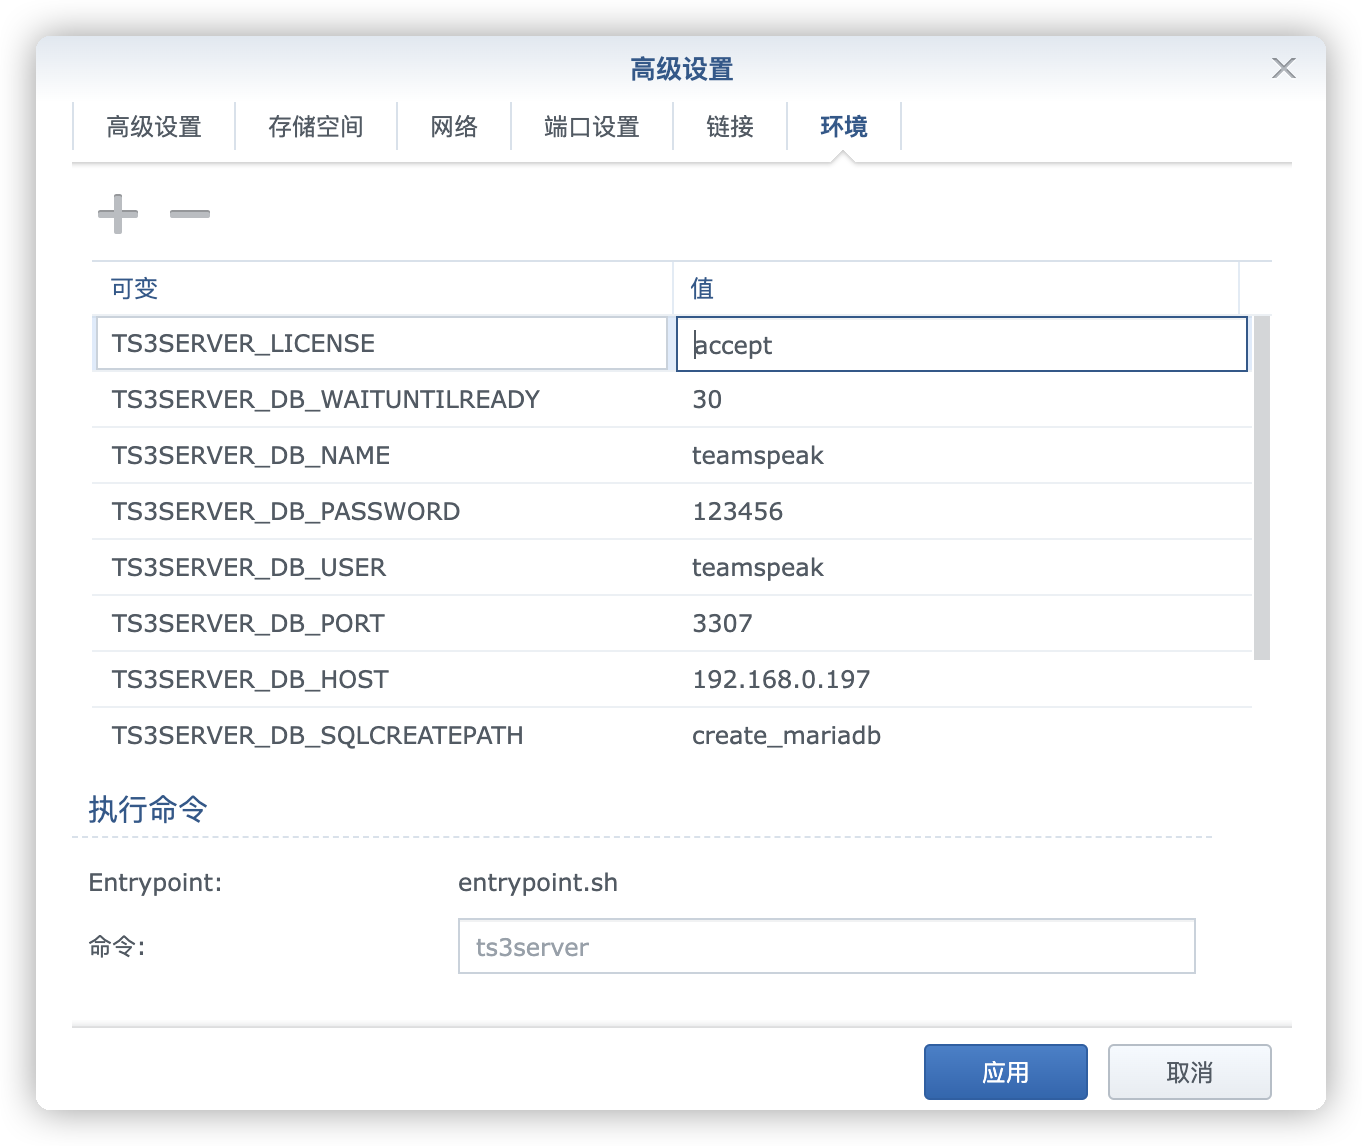 高级设置
高级设置 存储空间 网络 端口设置 链接 环境
可变 值
TS3SERVER_LICENSE accept
TS3SERVER_DB_WAITUNTILREADY 30
TS3SERVER_DB_NAME teamspeak
TS3SERVER_DB_PASSWORD 123456
TS3SERVER_DB_USER teamspeak
TS3SERVER_DB_PORT 3307
TS3SERVER_DB_HOST 192.168.0.197
TS3SERVER_DB_SQLCREATEPATH create_mariadb
执行命令
Entrypoint: entrypoint.sh
命令: ts3server
应用 取消